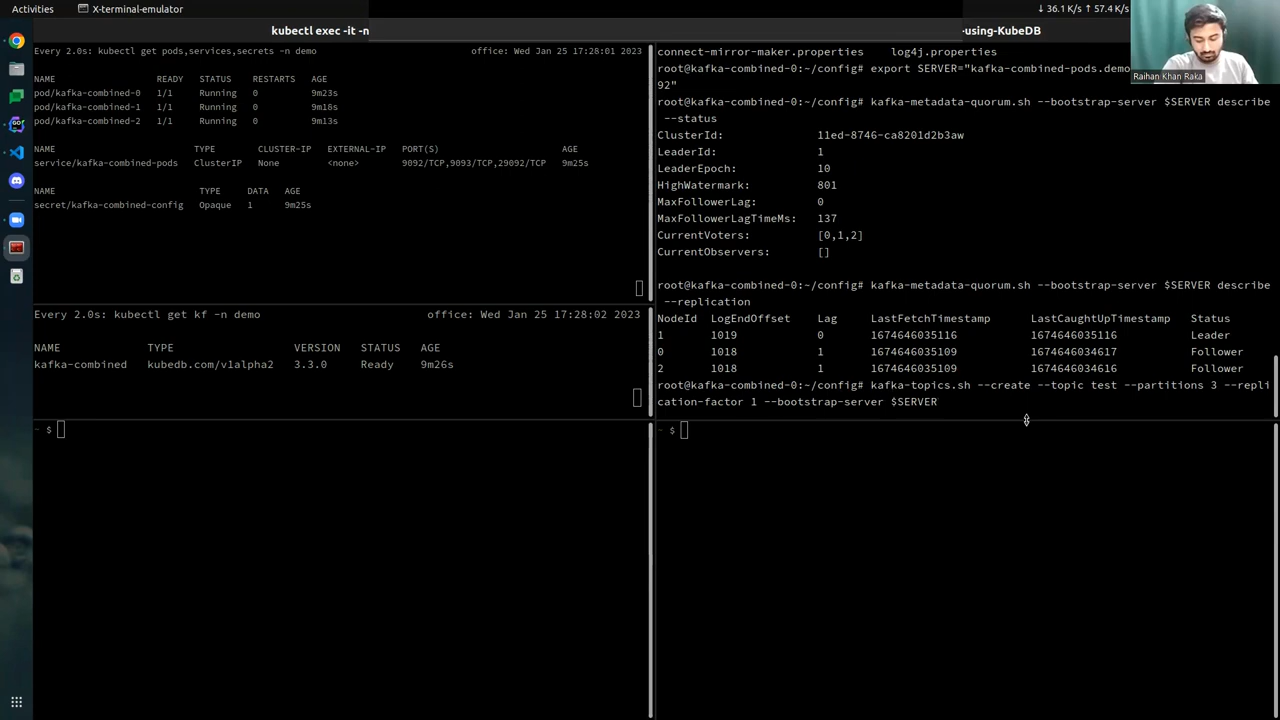 Activities
X-terminal-emulator
↓ 36.1 K/s ↑ 57.4 K/s
kubectl exec -it -n
-using-KubeDB
Raihan Khan Raka
Every 2.0s: kubectl get pods,services,secrets -n demo office: Wed Jan 25 17:28:01 2023
NAME READY STATUS RESTARTS AGE
pod/kafka-combined-0 1/1 Running 0 9m23s
pod/kafka-combined-1 1/1 Running 0 9m18s
pod/kafka-combined-2 1/1 Running 0 9m13s
NAME TYPE CLUSTER-IP EXTERNAL-IP PORT(S) AGE
service/kafka-combined-pods ClusterIP None <none> 9092/TCP,9093/TCP,29092/TCP 9m25s
NAME TYPE DATA AGE
secret/kafka-combined-config Opaque 1 9m25s
Every 2.0s: kubectl get kf -n demo office: Wed Jan 25 17:28:02 2023
NAME TYPE VERSION STATUS AGE
kafka-combined kubedb.com/v1alpha2 3.3.0 Ready 9m26s
~ $
connect-mirror-maker.properties log4j.properties
root@kafka-combined-0:~/config# export SERVER="kafka-combined-pods.demo
92"
root@kafka-combined-0:~/config# kafka-metadata-quorum.sh --bootstrap-server $SERVER describe
--status
ClusterId: 11ed-8746-ca8201d2b3aw
LeaderId: 1
LeaderEpoch: 10
HighWatermark: 801
MaxFollowerLag: 0
MaxFollowerLagTimeMs: 137
CurrentVoters: [0,1,2]
CurrentObservers: []
root@kafka-combined-0:~/config# kafka-metadata-quorum.sh --bootstrap-server $SERVER describe
--replication
NodeId LogEndOffset Lag LastFetchTimestamp LastCaughtUpTimestamp Status
1 1019 0 1674646035116 1674646035116 Leader
0 1018 1 1674646035109 1674646034617 Follower
2 1018 1 1674646035109 1674646034616 Follower
root@kafka-combined-0:~/config# kafka-topics.sh --create --topic test --partitions 3 --repli
cation-factor 1 --bootstrap-server $SERVER
~ $